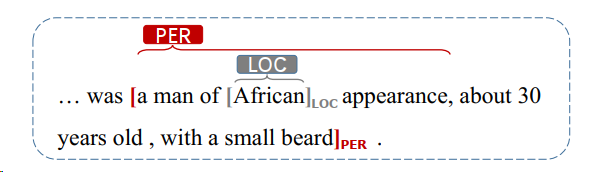 PER
LOC
… was [a man of [African]LOC appearance, about 30
years old , with a small beard]PER .